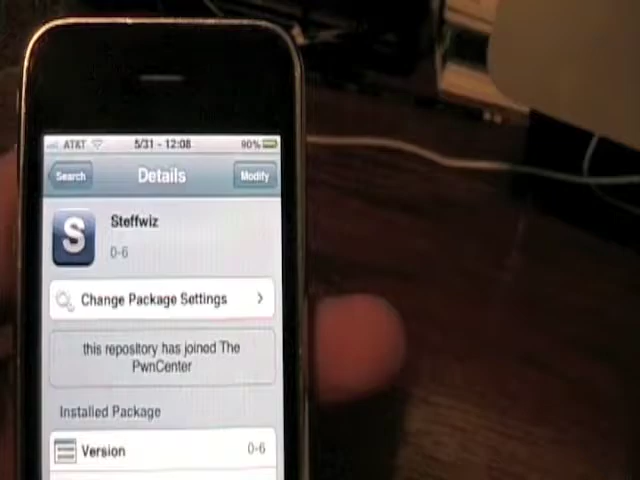 AT&T 5/31 - 12:08 90%
Search Details Modify
S
Steffwiz
0-6
Change Package Settings
this repository has joined The
PwnCenter
Installed Package
Version 0-6